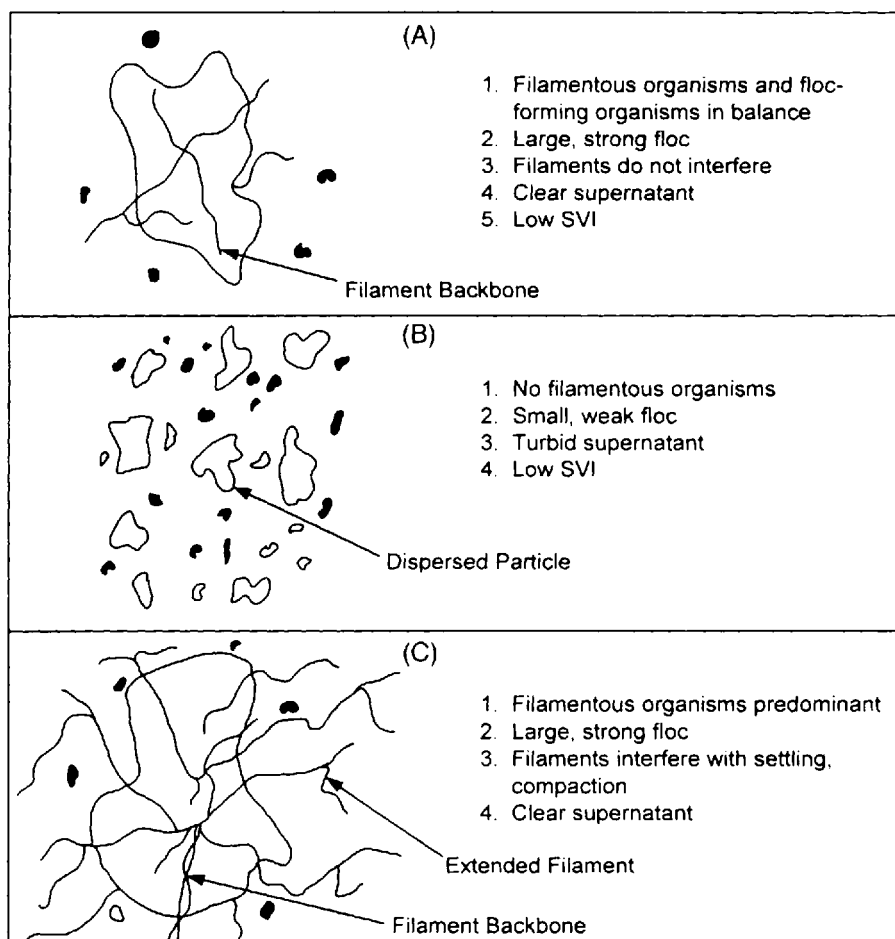 (A)
1. Filamentous organisms and floc-
forming organisms in balance
2. Large, strong floc
3. Filaments do not interfere
4. Clear supernatant
5. Low SVI
Filament Backbone
(B)
1. No filamentous organisms
2. Small, weak floc
3. Turbid supernatant
4. Low SVI
Dispersed Particle
(C)
1. Filamentous organisms predominant
2. Large, strong floc
3. Filaments interfere with settling,
compaction
4. Clear supernatant
Extended Filament
Filament Backbone